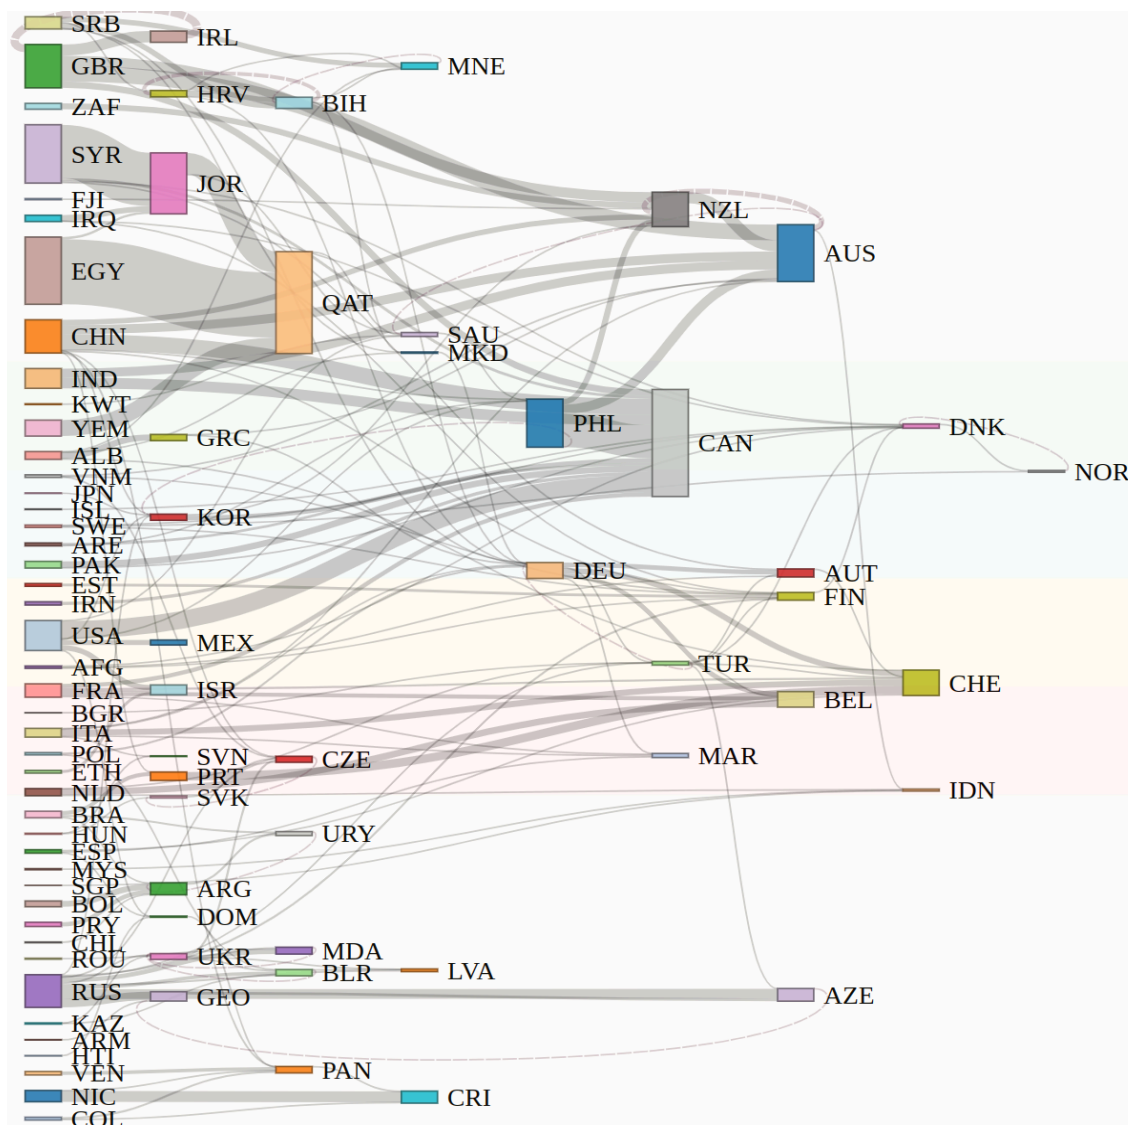 SRB
IRL
GBR
MNE
HRV
BIH
ZAF
SYR
JOR
FJI
NZL
IRQ
AUS
EGY
QAT
CHN
SAU
MKD
IND
KWT
PHL
YEM
DNK
GRC
CAN
ALB
NOR
VNM
JPN
ISL
KOR
SWE
ARE
PAK
DEU
AUT
EST
FIN
IRN
USA
MEX
TUR
AFG
CHE
FRA
ISR
BEL
BGR
ITA
POL
SVN
MAR
CZE
ETH
PRT
IDN
NLD
SVK
BRA
HUN
URY
ESP
MYS
SGP
ARG
BOL
DOM
PRY
CHL
MDA
UKR
ROU
LVA
BLR
RUS
GEO
AZE
KAZ
ARM
HTI
PAN
VEN
NIC
CRI
COL